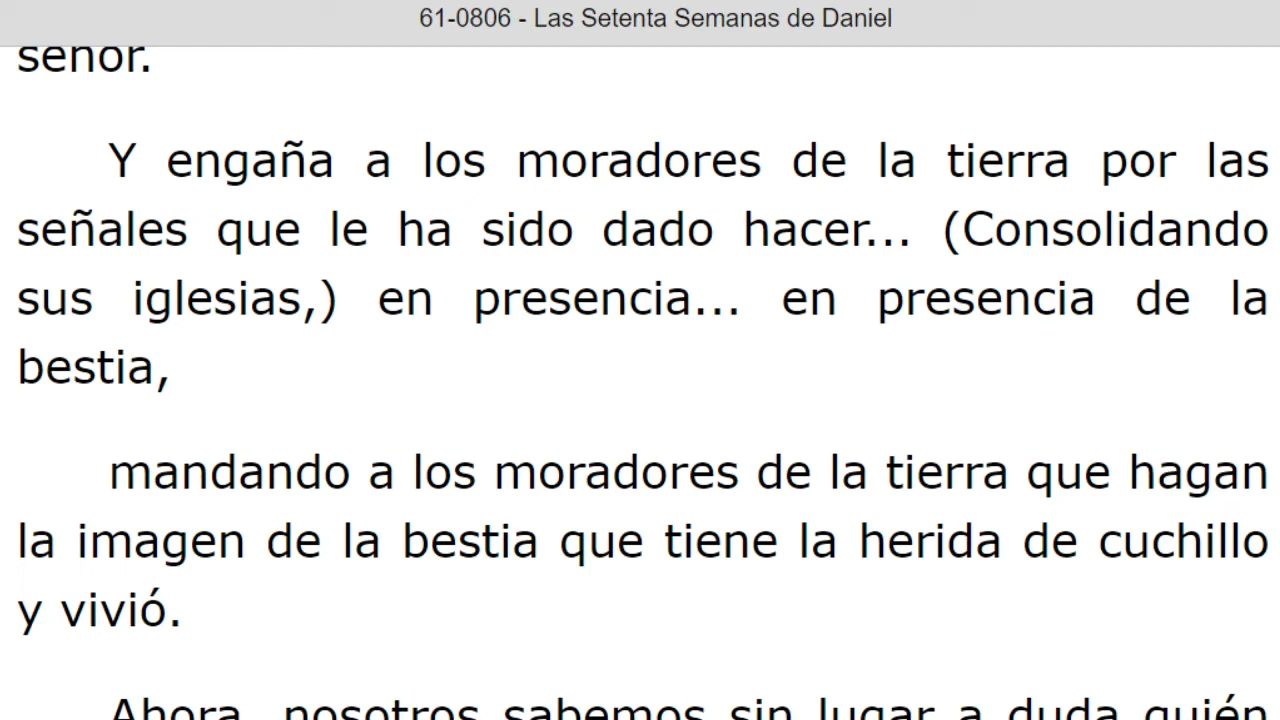 61-0806 - Las Setenta Semanas de Daniel
señor.
Y engaña a los moradores de la tierra por las
señales que le ha sido dado hacer... (Consolidando
sus iglesias,) en presencia... en presencia de la
bestia,
mandando a los moradores de la tierra que hagan
la imagen de la bestia que tiene la herida de cuchillo
y vivió.
Ahora, nosotros sabemos sin lugar a duda quién